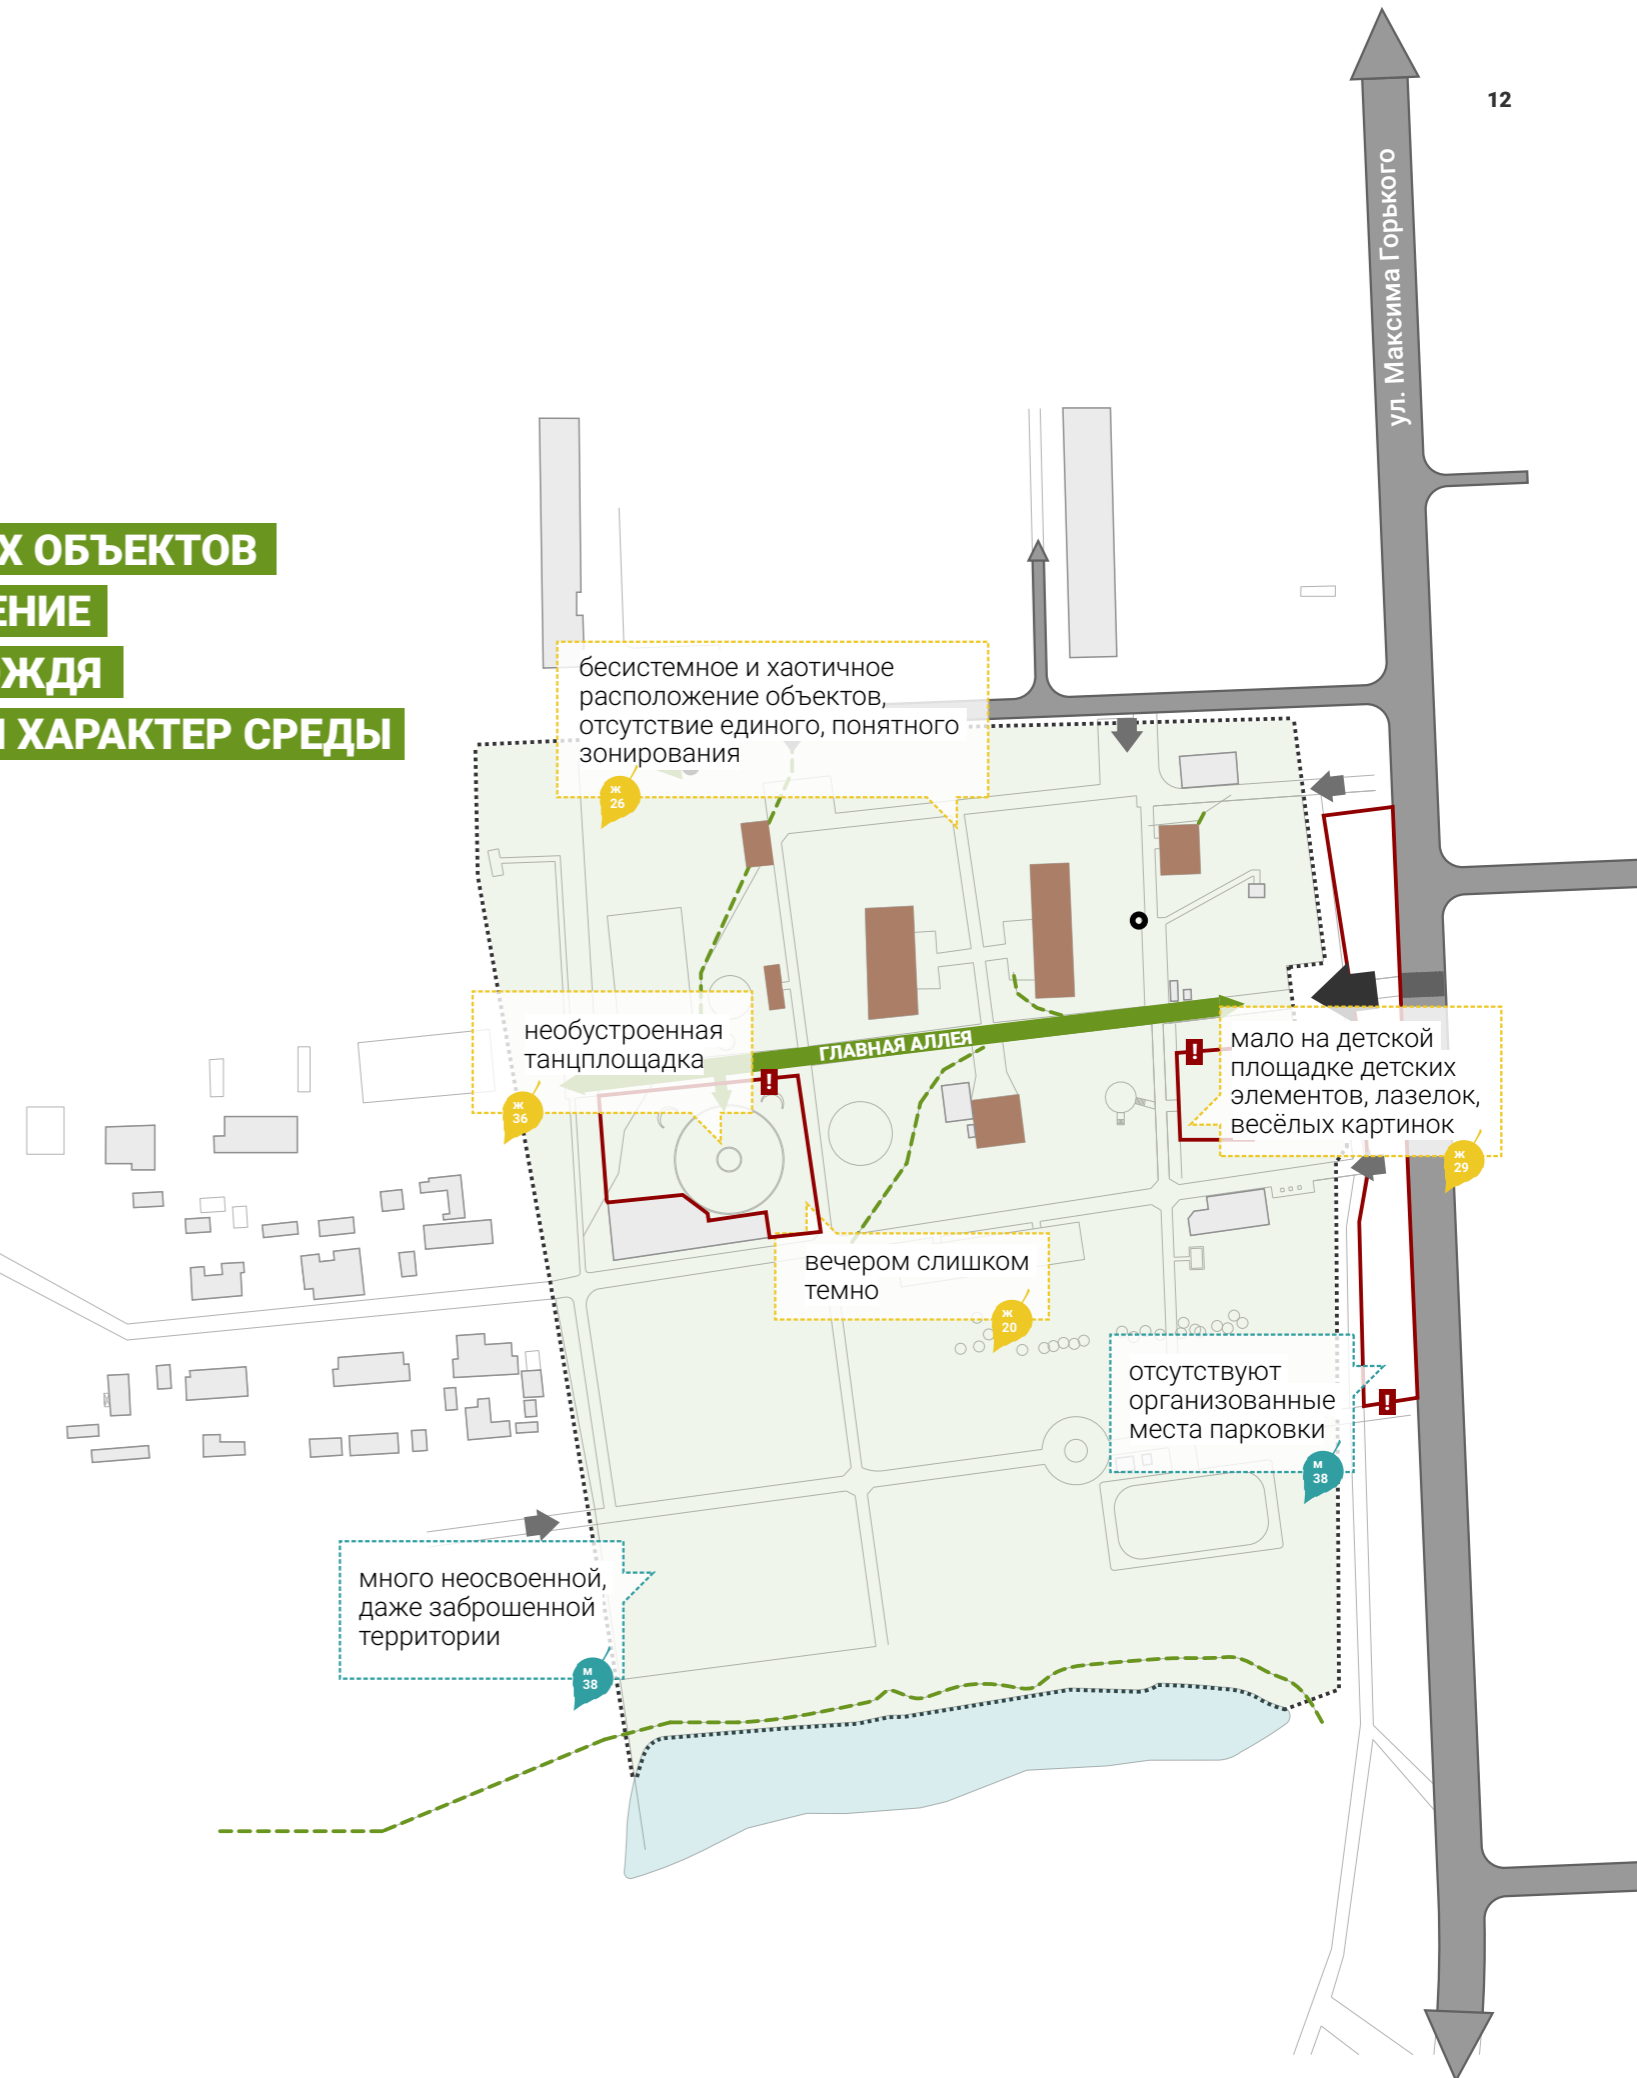 12
ул. Максима Горького
Х ОБЪЕКТОВ
ЕНИЕ
ЖДЯ
ХАРАКТЕР СРЕДЫ
бесистемное и хаотичное
расположение объектов,
отсутствие единого, понятного
зонирования
ж
26
необустроенная
танцплощадка
ж
36
ГЛАВНАЯ АЛЛЕЯ
!
!
мало на детской
площадке детских
элементов, лазелок,
весёлых картинок
ж
29
вечером слишком
темно
ж
20
отсутствуют
организованные
места парковки
!
м
38
много неосвоенной,
даже заброшенной
территории
м
38